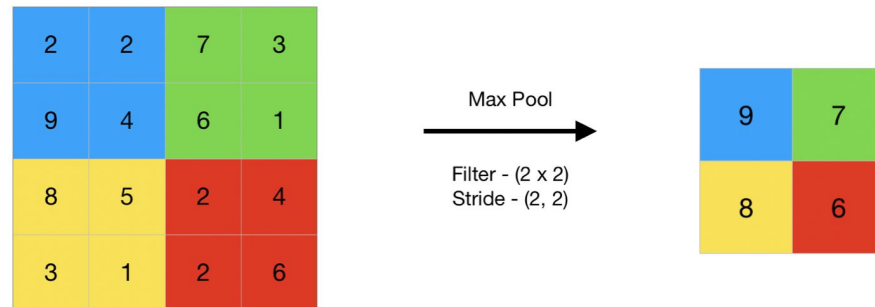 2 2 7 3
9 4 6 1
8 5 2 4
3 1 2 6
Max Pool
Filter - (2 x 2)
Stride - (2, 2)
9 7
8 6